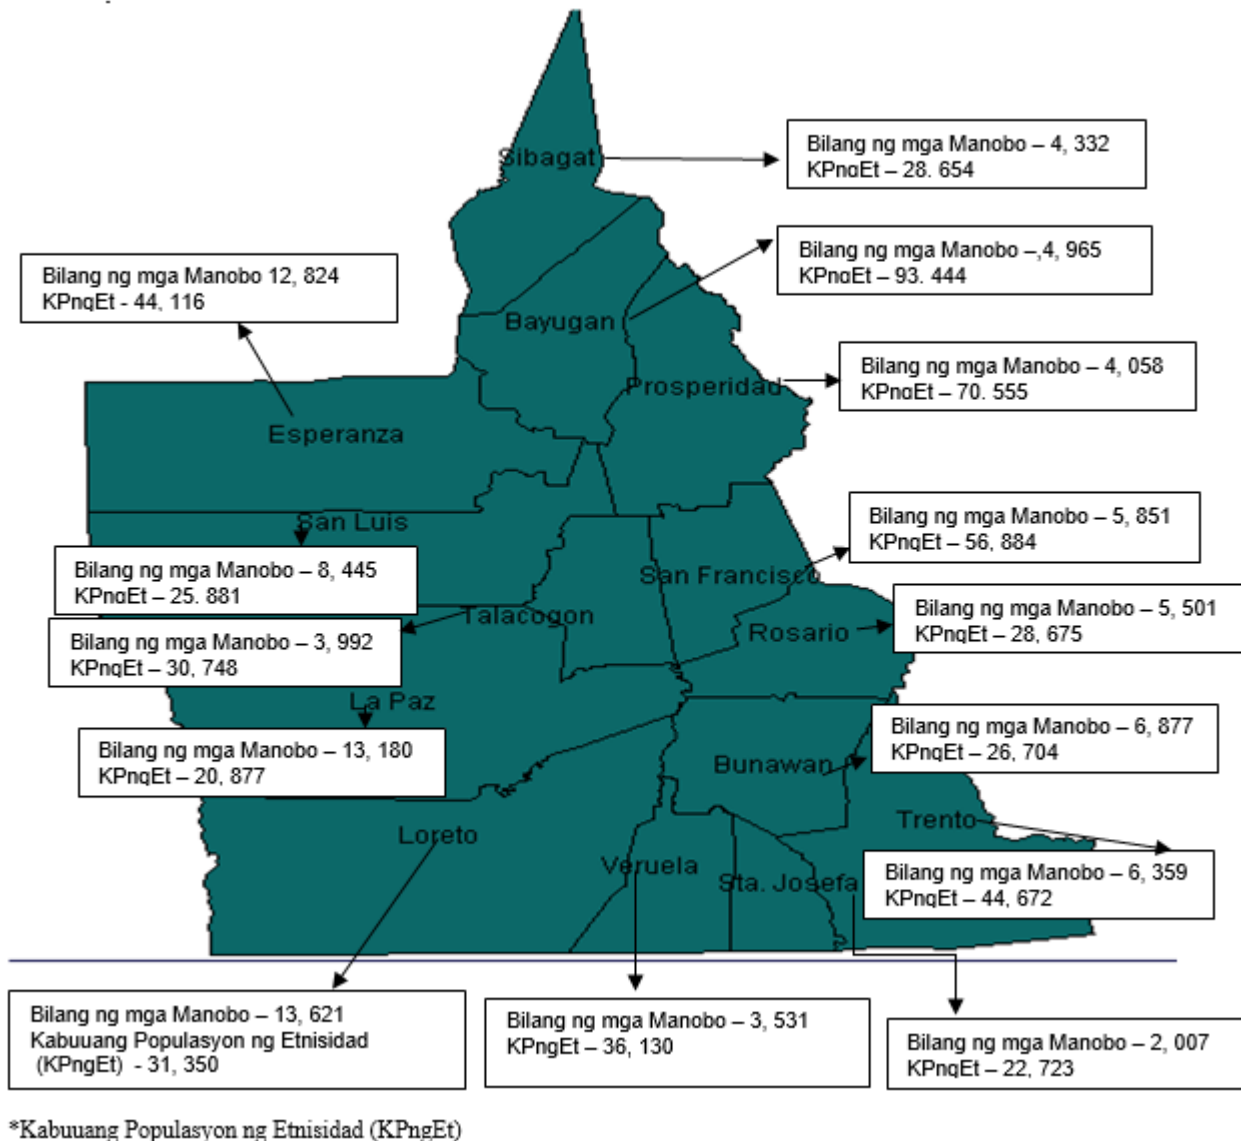 Sibagat
Bilang ng mga Manobo – 4, 332
KPngEt – 28. 654
Bilang ng mga Manobo –,4, 965
KPngEt – 93. 444
Bilang ng mga Manobo 12, 824
KPngEt - 44, 116
Bayugan
Bilang ng mga Manobo – 4, 058
KPngEt – 70. 555
Prosperidad
Esperanza
San Luis
Bilang ng mga Manobo – 5, 851
KPngEt – 56, 884
Bilang ng mga Manobo – 8, 445
KPngEt – 25. 881
San Francisco
Talacogon
Bilang ng mga Manobo – 5, 501
KPngEt – 28, 675
Rosario
Bilang ng mga Manobo – 3, 992
KPngEt – 30, 748
La Paz
Bilang ng mga Manobo – 6, 877
KPngEt – 26, 704
Bilang ng mga Manobo – 13, 180
KPngEt – 20, 877
Bunawan
Trento
Loreto
Veruela
Sta. Josefa
Bilang ng mga Manobo – 6, 359
KPngEt – 44, 672
Bilang ng mga Manobo – 13, 621
Kabuuang Populasyon ng Etnisidad
(KPngEt) - 31, 350
Bilang ng mga Manobo – 3, 531
KPngEt – 36, 130
Bilang ng mga Manobo – 2, 007
KPngEt – 22, 723
*Kabuuang Populasyon ng Etnisidad (KPngEt)